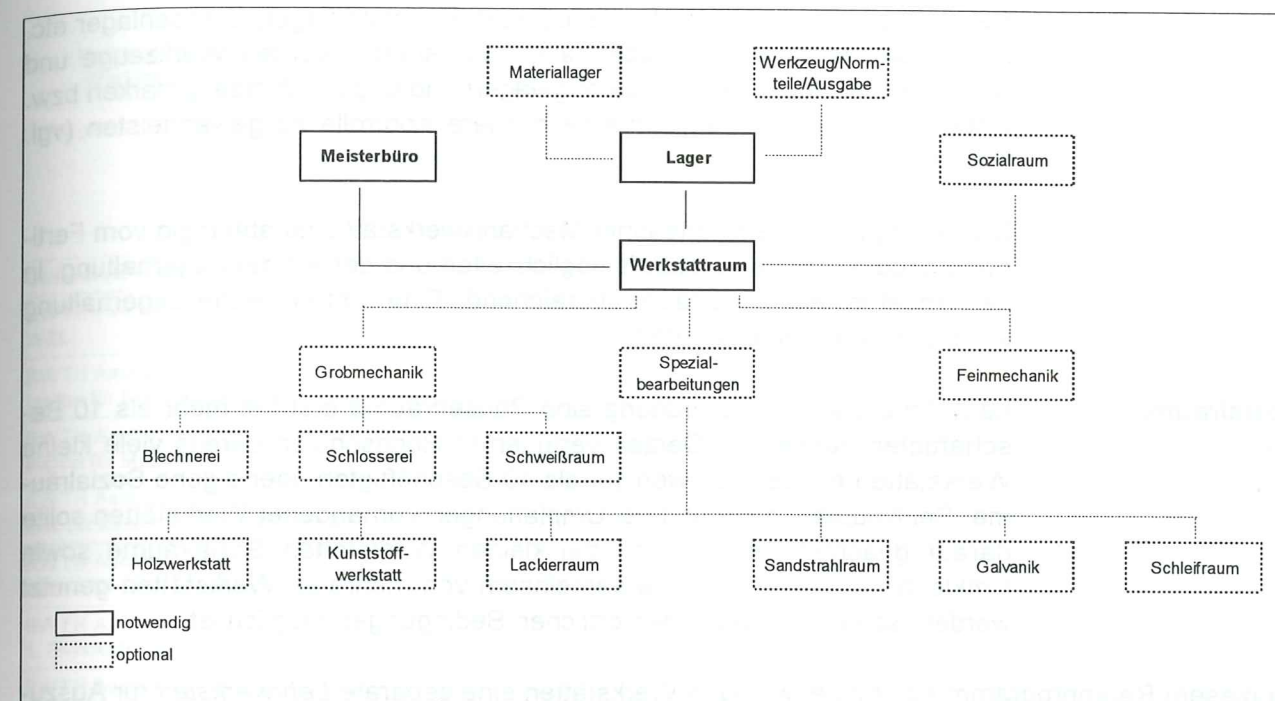 Materiallager
Werkzeug/Norm-
teile/Ausgabe
Meisterbüro
Lager
Sozialraum
Werkstattraum
Grobmechanik
Spezial-
bearbeitungen
Feinmechanik
Blechnerei
Schlosserei
Schweißraum
Holzwerkstatt
Kunststoff-
werkstatt
Lackierraum
Sandstrahlraum
Galvanik
Schleifraum
notwendig
optional